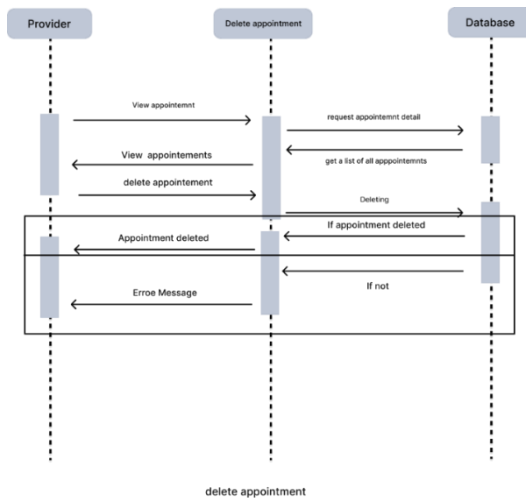 Provider
Delete appointment
Database
View appointemnt
request appointemnt detail
View appointements
get a list of all apppointemnts
delete appointement
Deleting
If appointment deleted
Appointment deleted
If not
Erroe Message
delete appointment